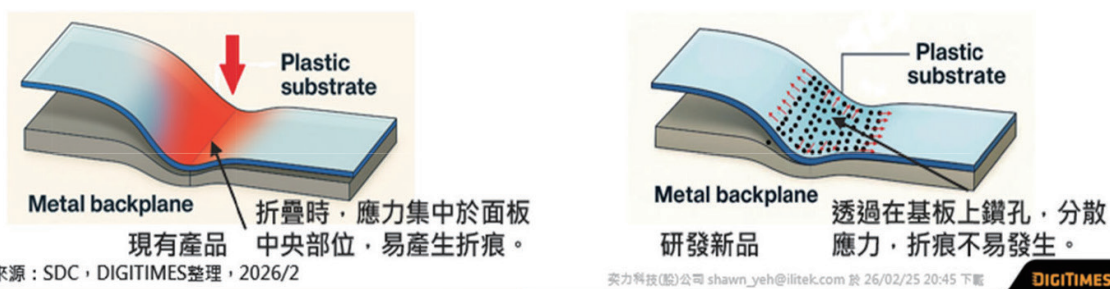 Plastic
substrate
Metal backplane
現有產品
折疊時，應力集中於面板
中央部位，易產生折痕。
Plastic
substrate
Metal backplane
研發新品
透過在基板上鑽孔，分散
應力，折痕不易發生。
來源：SDC，DIGITIMES整理，2026/2
奕力科技(股)公司 shawn_yeh@ilitek.com 於 26/02/25 20:45 下載
DIGITIMES